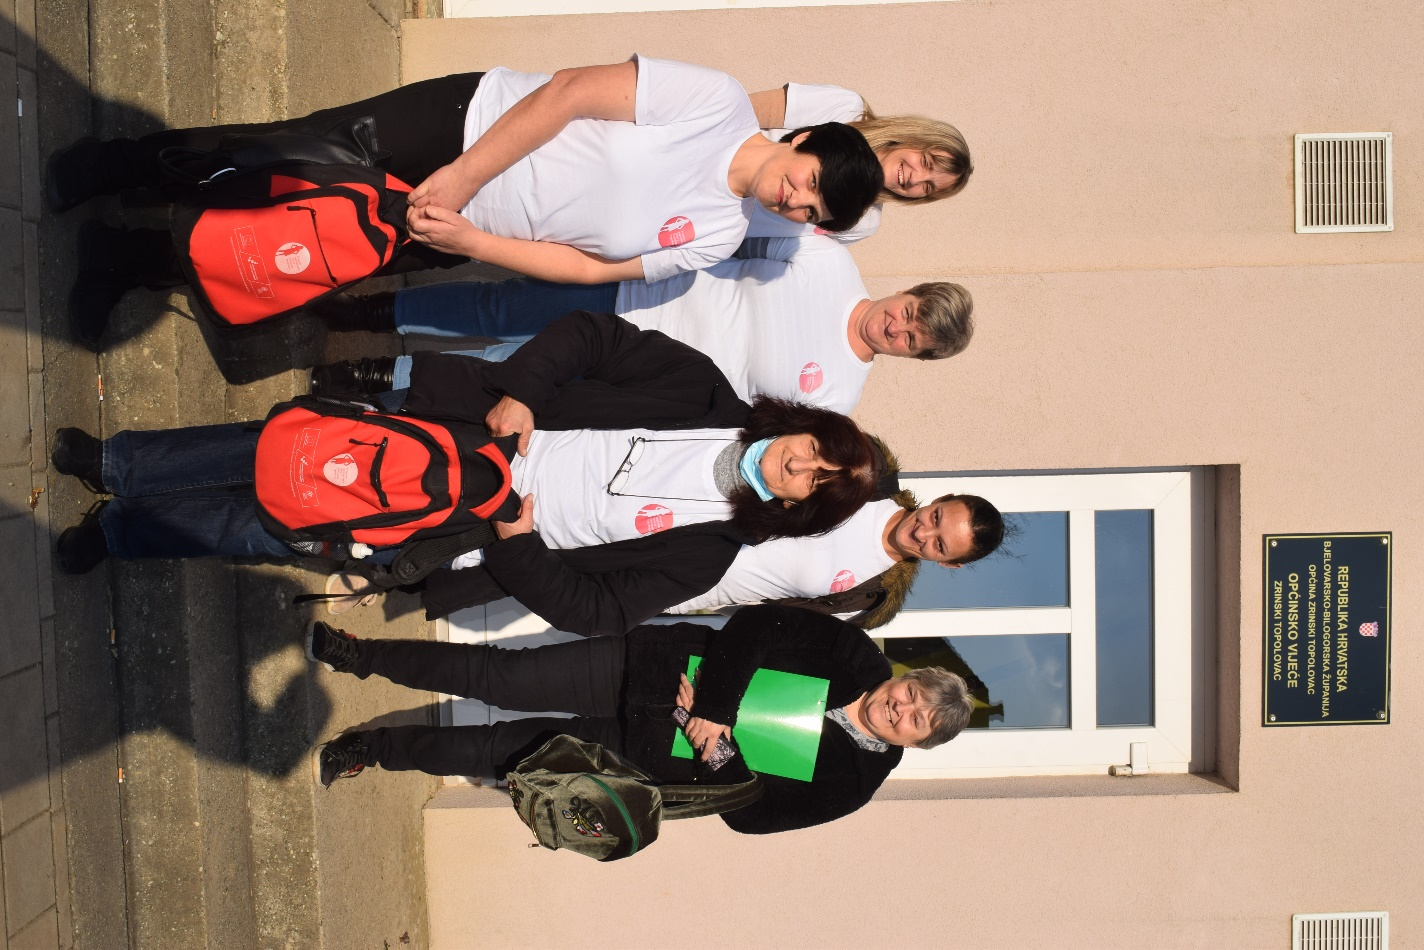 REPUBLIKA HRVATSKA
BJELOVARSKO-BILOGORSKA ŽUPANIJA
OPĆINA ZRINSKI TOPOLOVAC
OPĆINSKO VIJEĆE
ZRINSKI TOPOLOVAC